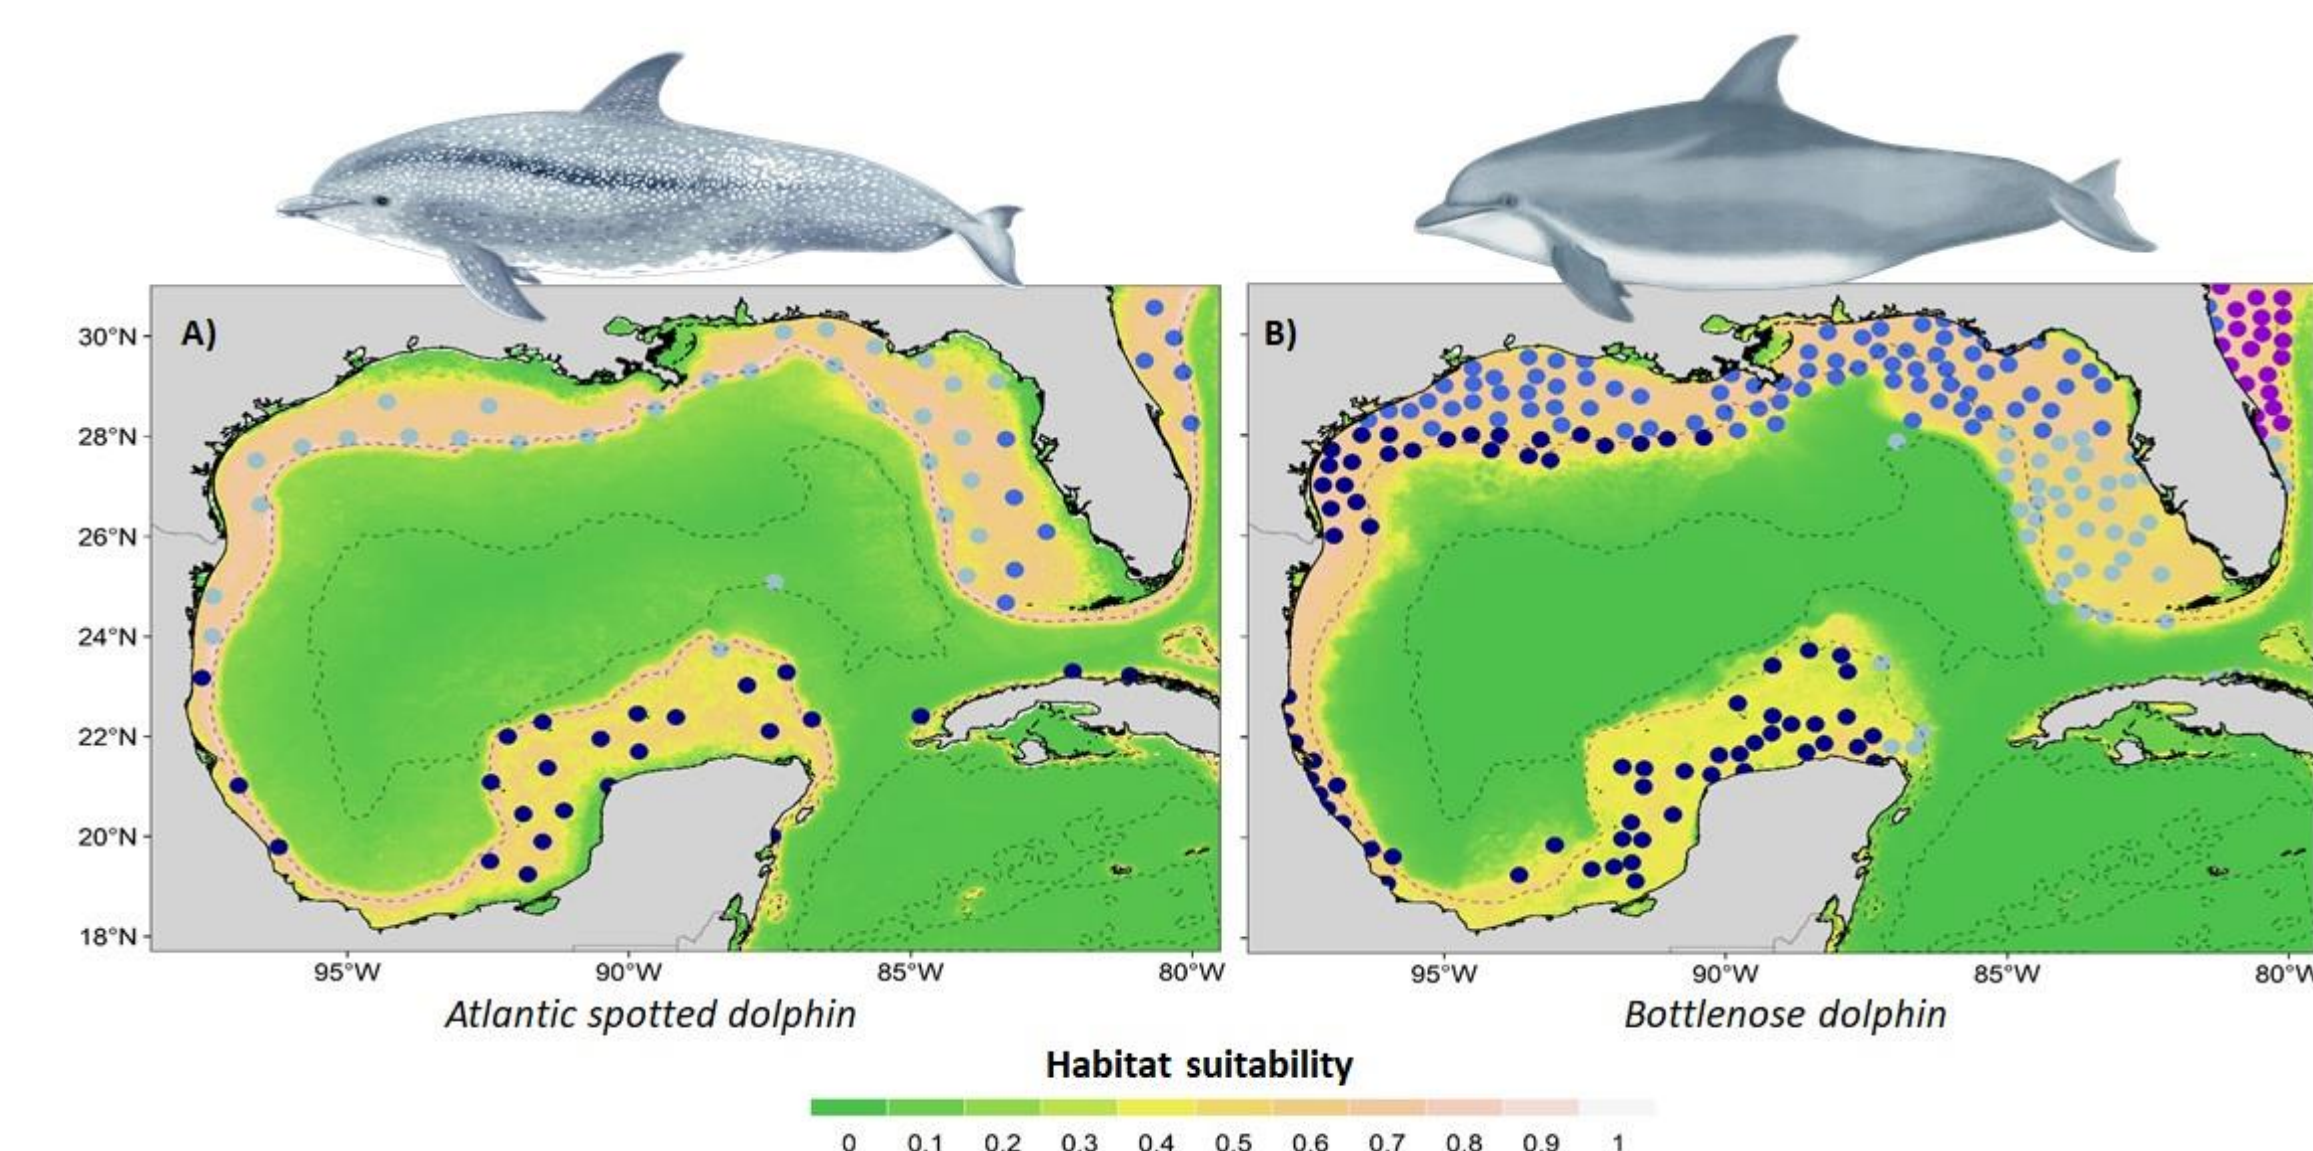 A)
B)
30°N
28°N
26°N
24°N
22°N
20°N
18°N
95°W
90°W
85°W
80°W
95°W
90°W
85°W
80°W
Atlantic spotted dolphin
Bottlenose dolphin
Habitat suitability
0 0.1 0.2 0.3 0.4 0.5 0.6 0.7 0.8 0.9 1